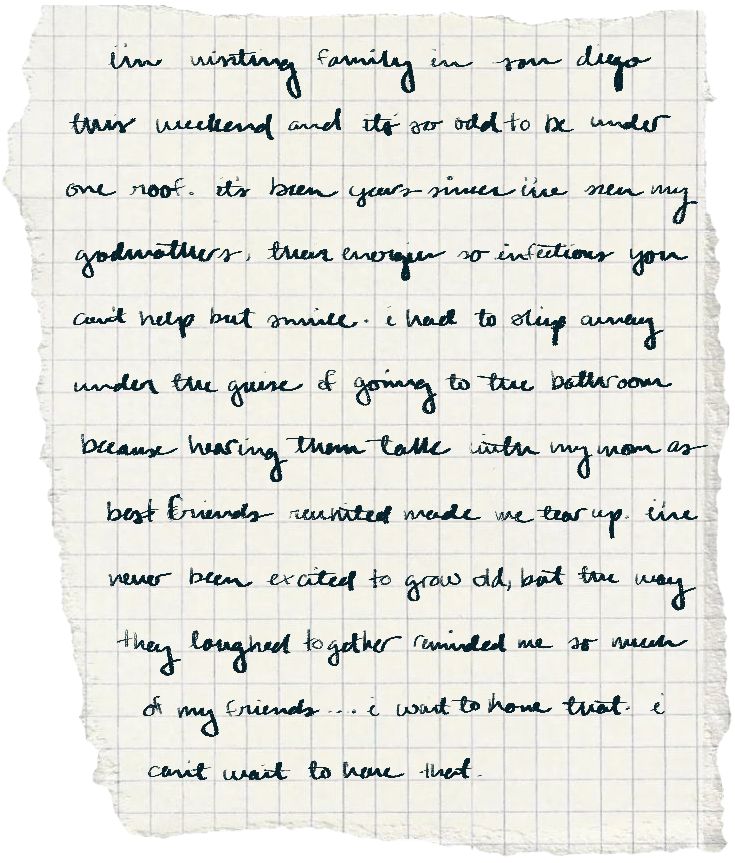 i'm visiting family in san diego
this weekend and it's so odd to be under
one roof. it's been years since i've seen my
godmothers, their energies so infectious you
can't help but smile. i had to slip away
under the guise of going to the bathroom
because hearing them talk with my mom as
best friends reunited made me tear up. i've
never been excited to grow old, but the way
they laughed together reminded me so much
of my friends.... i want to have that. i
can't wait to have that.